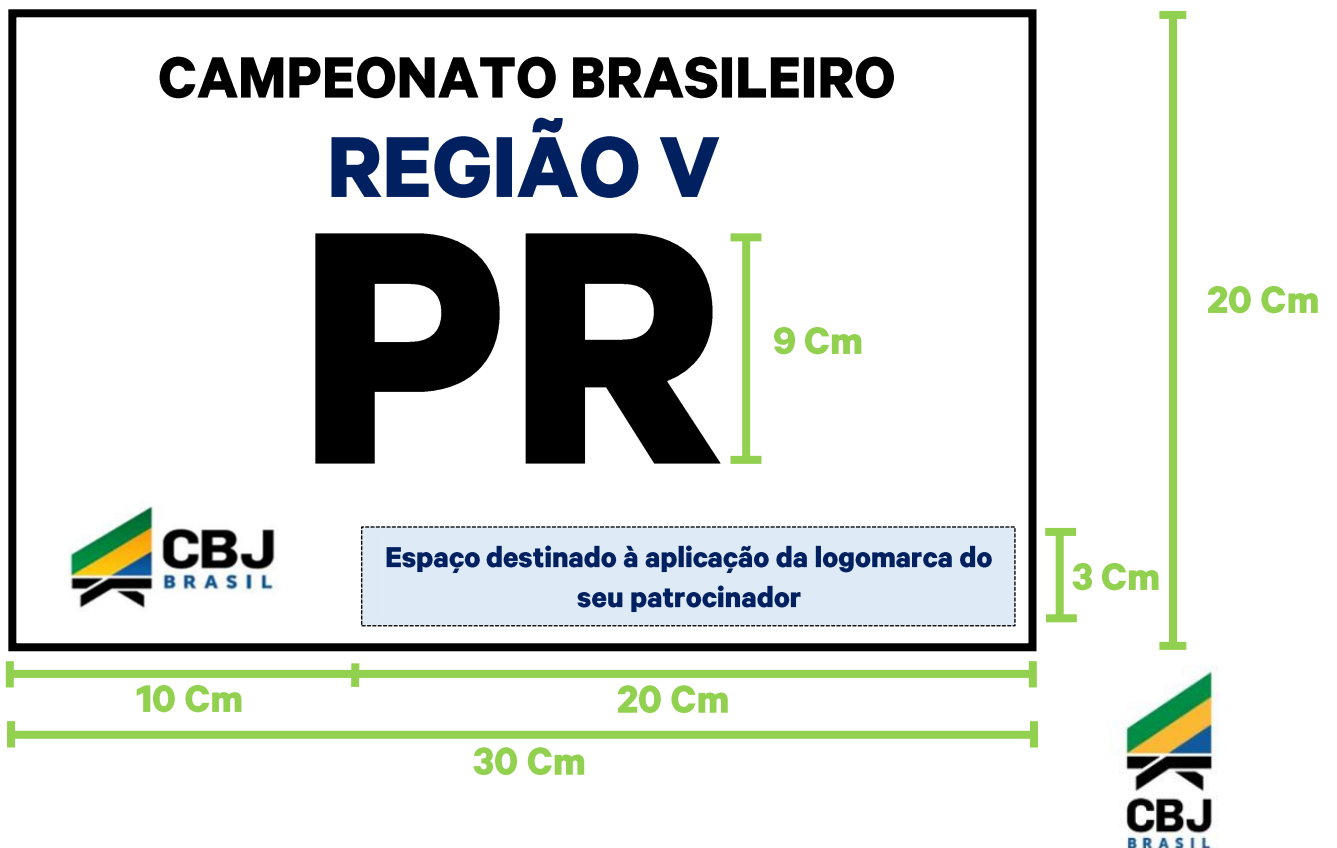 CAMPEONATO BRASILEIRO
REGIÃO V
PR
9 Cm
20 Cm
CBJ
BRASIL
Espaço destinado à aplicação da logomarca do
seu patrocinador
3 Cm
10 Cm
20 Cm
30 Cm
CBJ
BRASIL